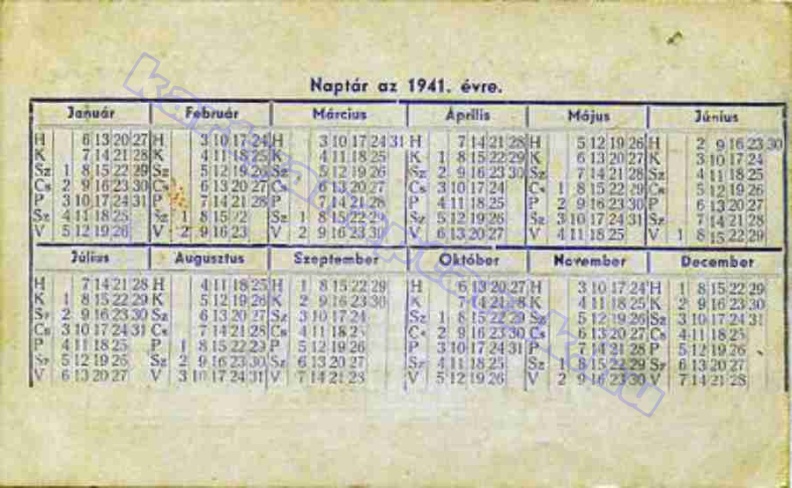 Naptár az 1941. évre.
Január Február Március Április Május Június
H 6 13 20 27 H 3 10 17 24 H 3 10 17 24 31 H 7 14 21 28 H 5 12 19 26 H 2 9 16 23 30
K 7 14 21 28 K 4 11 18 25 K 4 11 18 25 K 1 8 15 22 29 K 6 13 20 27 K 3 10 17 24
Sz 1 8 15 22 29 Sz 5 12 19 26 Sz 5 12 19 26 Sz 2 9 16 23 30 Sz 7 14 21 28 Sz 4 11 18 25
Cs 2 9 16 23 30 Cs 6 13 20 27 Cs 6 13 20 27 Cs 3 10 17 24 Cs 1 8 15 22 29 Cs 5 12 19 26
P 3 10 17 24 31 P 7 14 21 28 P 7 14 21 28 P 4 11 18 25 P 2 9 16 23 30 P 6 13 20 27
Sz 4 11 18 25 Sz 1 8 15 22 Sz 1 8 15 22 29 Sz 5 12 19 26 Sz 3 10 17 24 31 Sz 7 14 21 28
V 5 12 19 26 V 2 9 16 23 V 2 9 16 23 30 V 6 13 20 27 V 4 11 18 25 V 1 8 15 22 29
Július Augusztus Szeptember Október November December
H 7 14 21 28 H 4 11 18 25 H 1 8 15 22 29 H 6 13 20 27 H 3 10 17 24 H 1 8 15 22 29
K 1 8 15 22 29 K 5 12 19 26 K 2 9 16 23 30 K 7 14 21 28 K 4 11 18 25 K 2 9 16 23 30
Sz 2 9 16 23 30 Sz 6 13 20 27 Sz 3 10 17 24 Sz 1 8 15 22 29 Sz 5 12 19 26 Sz 3 10 17 24 31
Cs 3 10 17 24 31 Cs 7 14 21 28 Cs 4 11 18 25 Cs 2 9 16 23 30 Cs 6 13 20 27 Cs 4 11 18 25
P 4 11 18 25 P 1 8 15 22 29 P 5 12 19 26 P 3 10 17 24 31 P 7 14 21 28 P 5 12 19 26
Sz 5 12 19 26 Sz 2 9 16 23 30 Sz 6 13 20 27 Sz 4 11 18 25 Sz 1 8 15 22 29 Sz 6 13 20 27
V 6 13 20 27 V 3 10 17 24 31 V 7 14 21 28 V 5 12 19 26 V 2 9 16 23 30 V 7 14 21 28